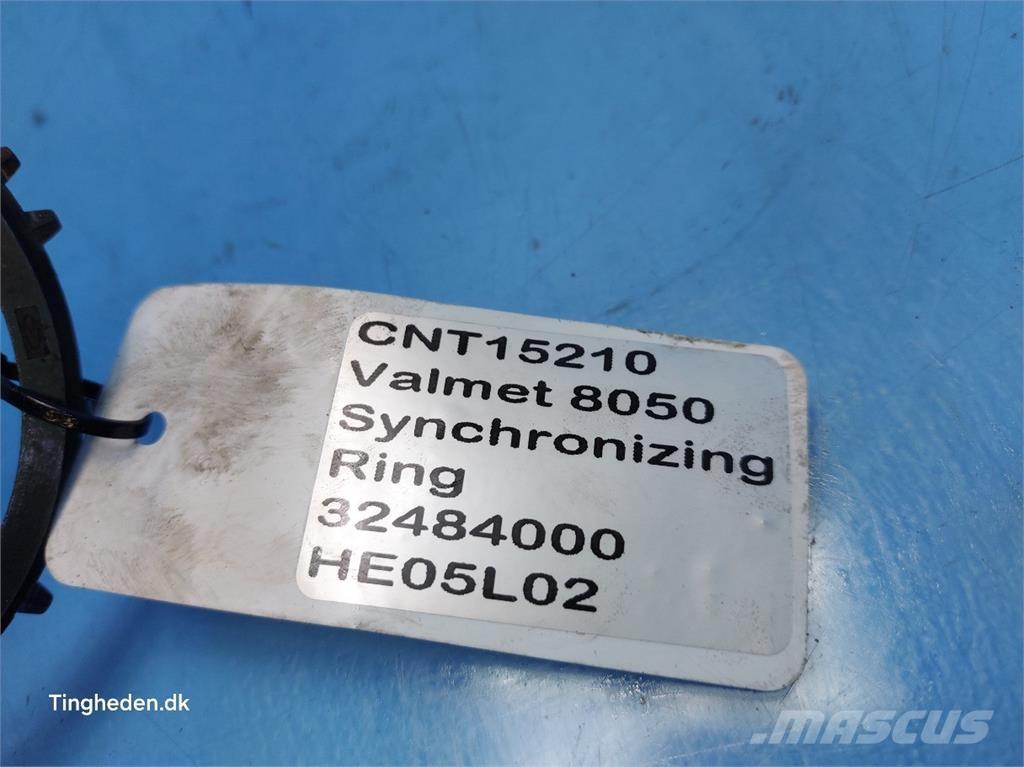 CNT15210
Valmet 8050
Synchronizing
Ring
32484000
HE05L02
Tingheden.dk
MASCUS